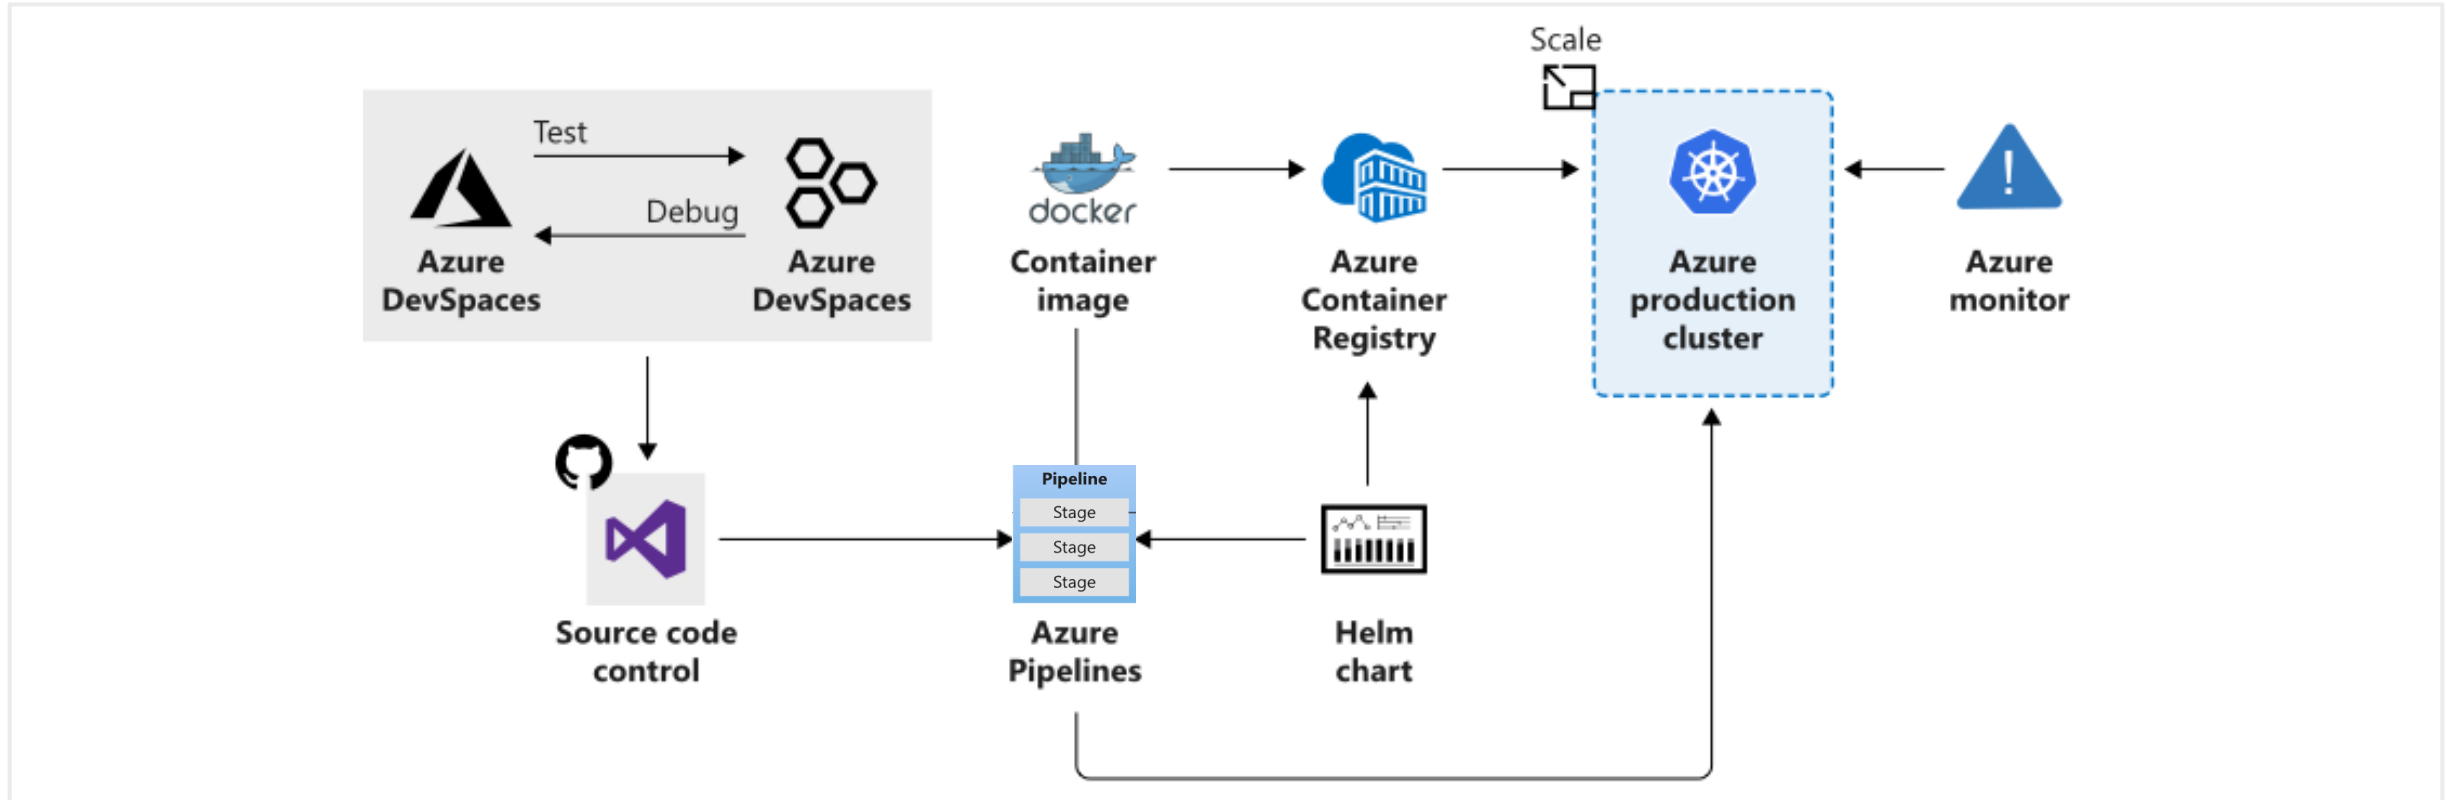 Scale
Test
Debug
Azure
DevSpaces
Azure
DevSpaces
docker
Container
image
Azure
Container
Registry
Azure
production
cluster
Azure
monitor
Pipeline
Stage
Stage
Stage
Source code
control
Azure
Pipelines
Helm
chart